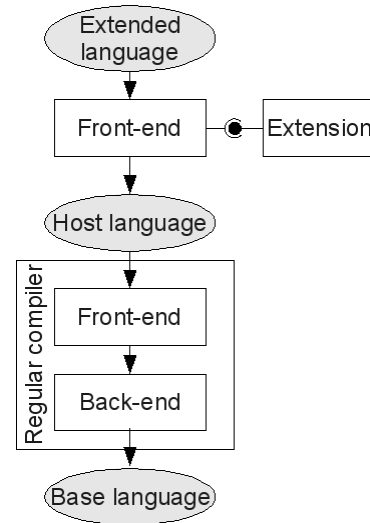 Extended
language
Front-end
Extension
Host language
Regular compiler
Front-end
Back-end
Base language